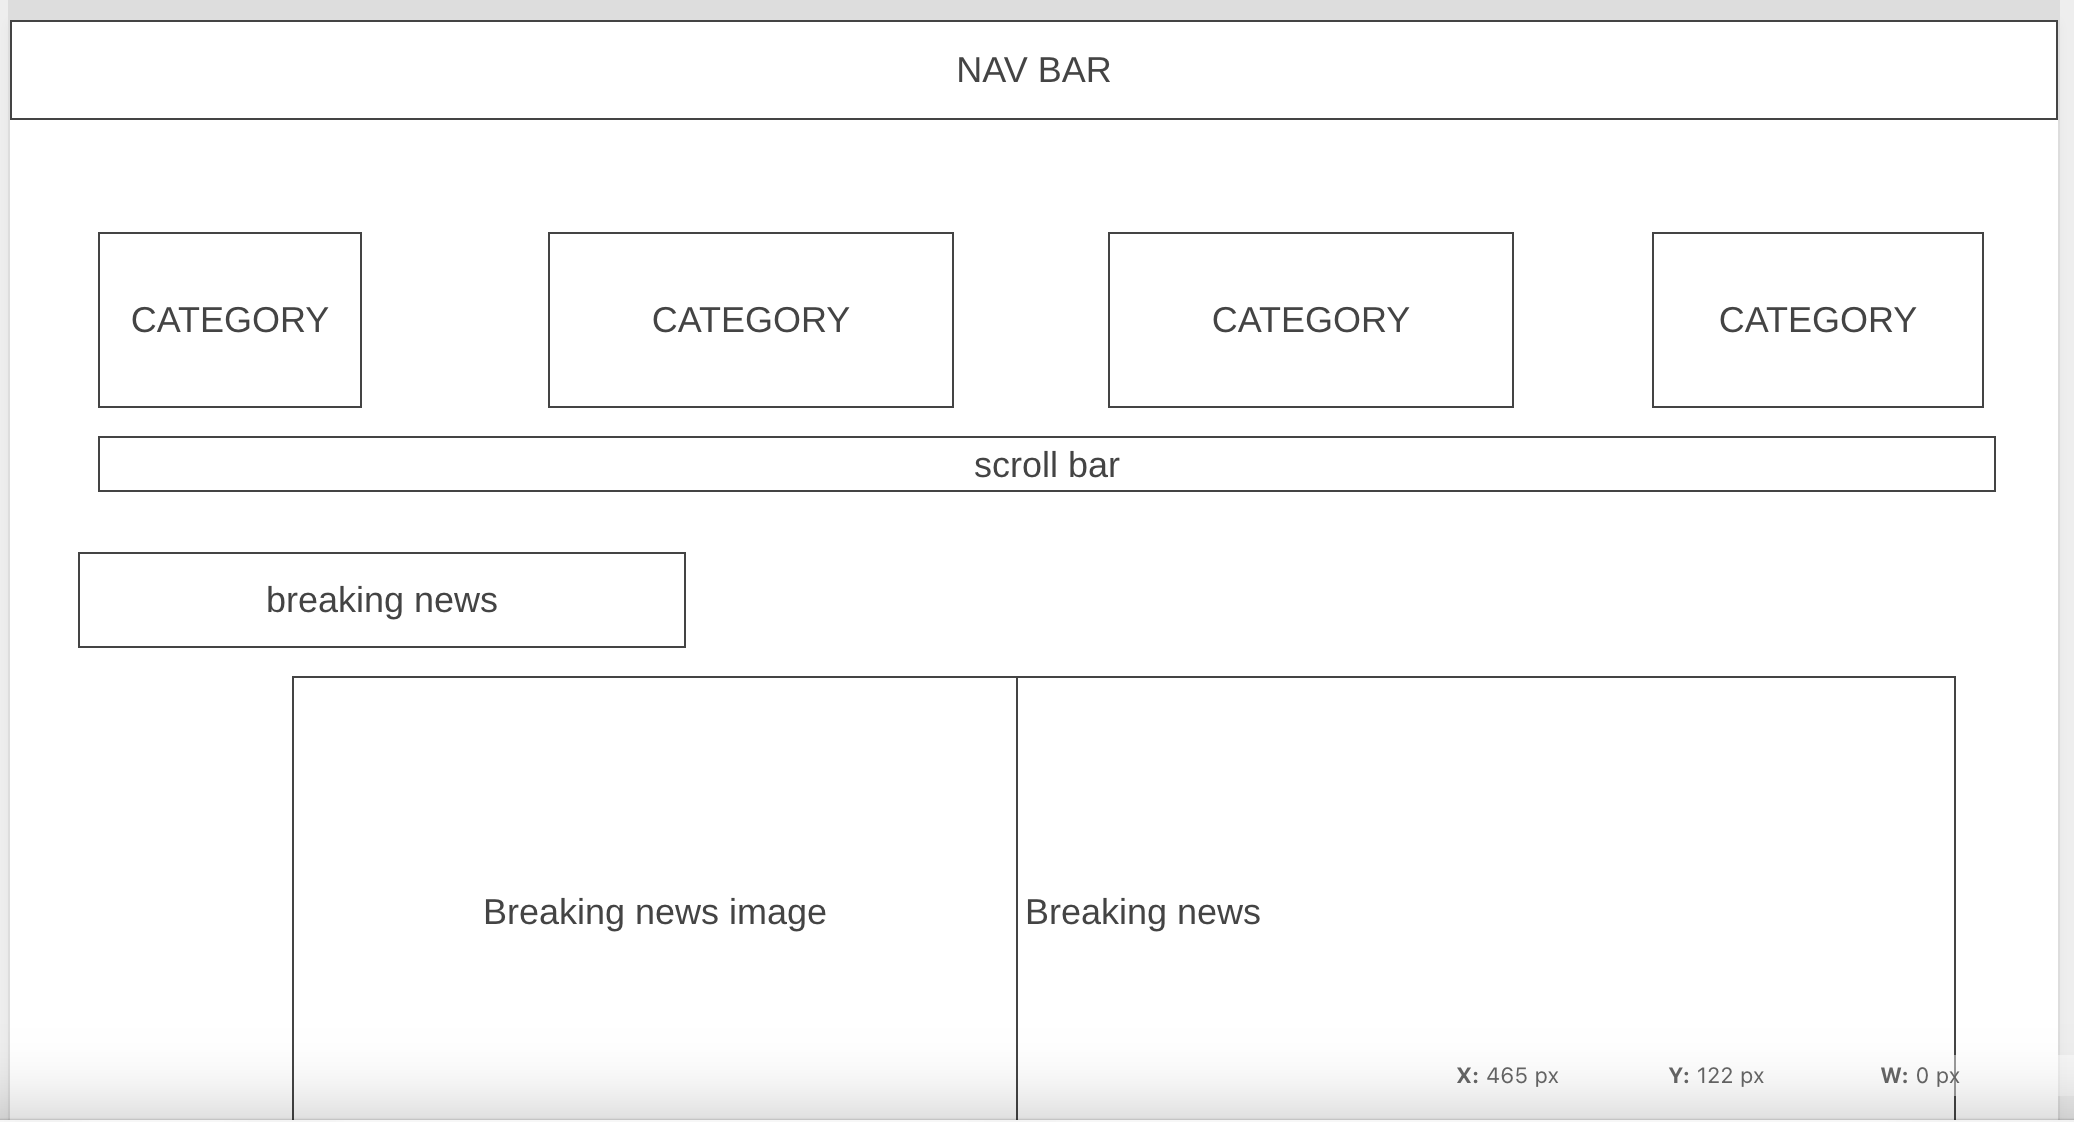 NAV BAR
CATEGORY CATEGORY CATEGORY CATEGORY
scroll bar
breaking news
Breaking news image Breaking news
X: 465 px Y: 122 px W: 0 px